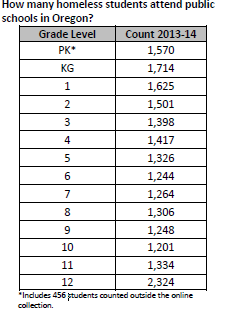 How many homeless students attend public
schools in Oregon?
Grade Level Count 2013-14
PK* 1,570
KG 1,714
1 1,625
2 1,501
3 1,398
4 1,417
5 1,326
6 1,244
7 1,264
8 1,306
9 1,248
10 1,201
11 1,334
12 2,324
*Includes 456 students counted outside the online
collection.